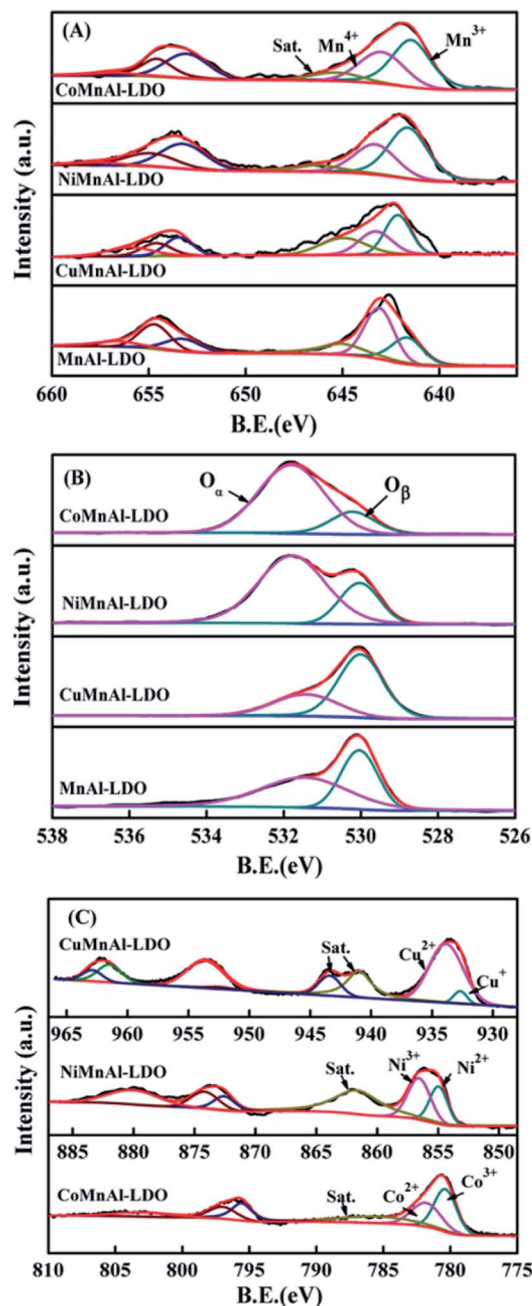 (A)
Sat. Mn4+ Mn3+
CoMnAl-LDO
NiMnAl-LDO
CuMnAl-LDO
MnAl-LDO
Intensity (a.u.)
660 655 650 645 640
B.E.(eV)
(B)
Oα Oβ
CoMnAl-LDO
NiMnAl-LDO
CuMnAl-LDO
MnAl-LDO
Intensity (a.u.)
538 536 534 532 530 528 526
B.E.(eV)
(C)
CuMnAl-LDO
Sat. Cu2+ Cu+
965 960 955 950 945 940 935 930
NiMnAl-LDO
Sat. Ni3+ Ni2+
885 880 875 870 865 860 855 850
CoMnAl-LDO
Sat. Co2+ Co3+
Intensity (a.u.)
810 805 800 795 790 785 780 775
B.E.(eV)